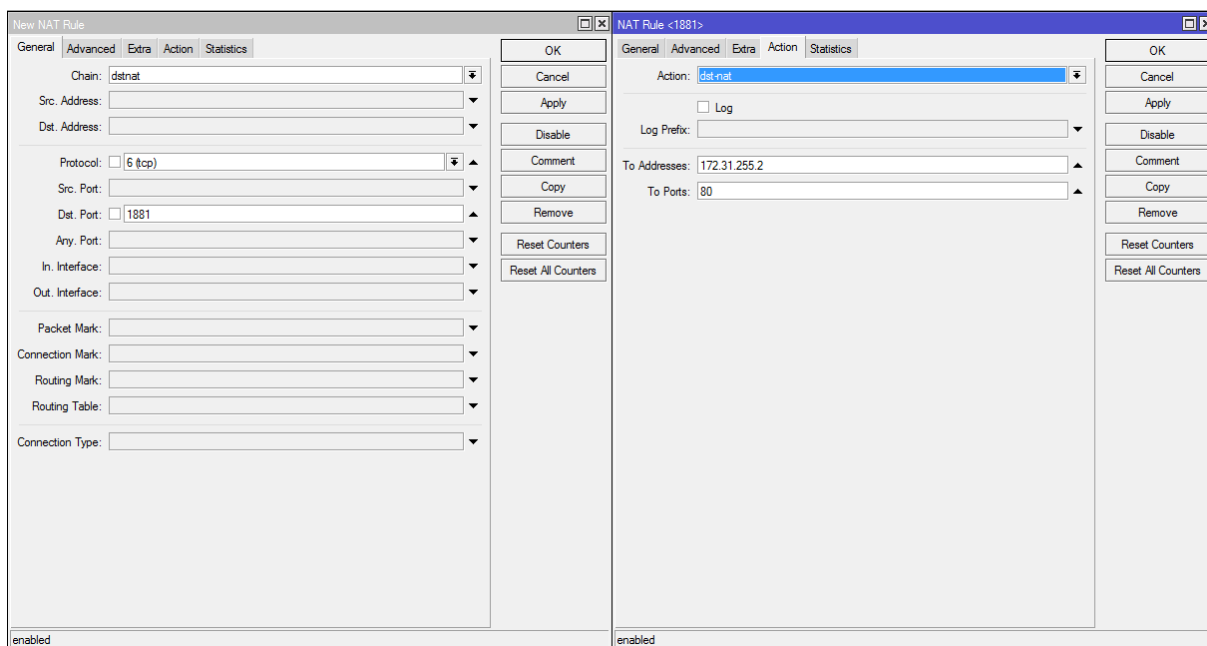 New NAT Rule
General Advanced Extra Action Statistics
Chain: dstnat
Src. Address:
Dst. Address:
Protocol: 6 (tcp)
Src. Port:
Dst. Port: 1881
Any. Port:
In. Interface:
Out. Interface:
Packet Mark:
Connection Mark:
Routing Mark:
Routing Table:
Connection Type:
OK
Cancel
Apply
Disable
Comment
Copy
Remove
Reset Counters
Reset All Counters
enabled
NAT Rule <1881>
General Advanced Extra Action Statistics
Action: dst-nat
Log
Log Prefix:
To Addresses: 172.31.255.2
To Ports: 80
OK
Cancel
Apply
Disable
Comment
Copy
Remove
Reset Counters
Reset All Counters
enabled